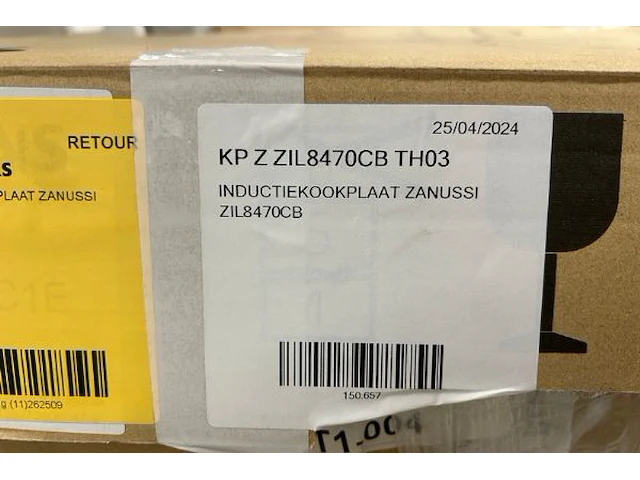 RETOUR
PLAAT ZANUSSI
g (11)262509
25/04/2024
KP Z ZIL8470CB TH03
INDUCTIEKOOKPLAAT ZANUSSI
ZIL8470CB
150.657